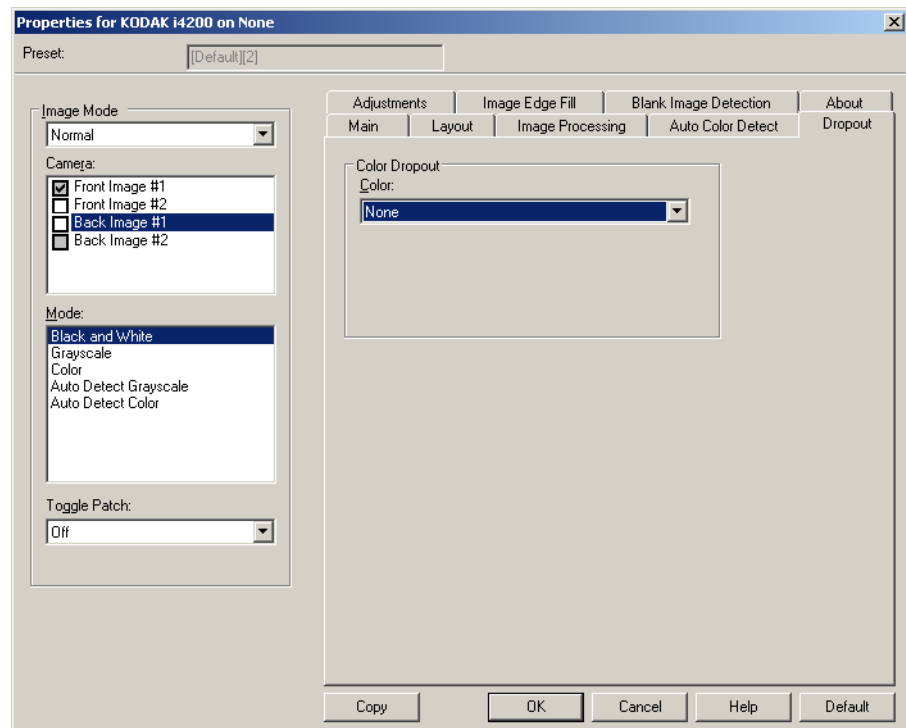 Properties for KODAK i4200 on None
Preset:
[Default][2]
Image Mode
Normal
Camera:
Front Image #1
Front Image #2
Back Image #1
Back Image #2
Mode:
Black and White
Grayscale
Color
Auto Detect Grayscale
Auto Detect Color
Toggle Patch:
Off
Adjustments
Image Edge Fill
Blank Image Detection
About
Main
Layout
Image Processing
Auto Color Detect
Dropout
Color Dropout
Color:
None
Copy
OK
Cancel
Help
Default